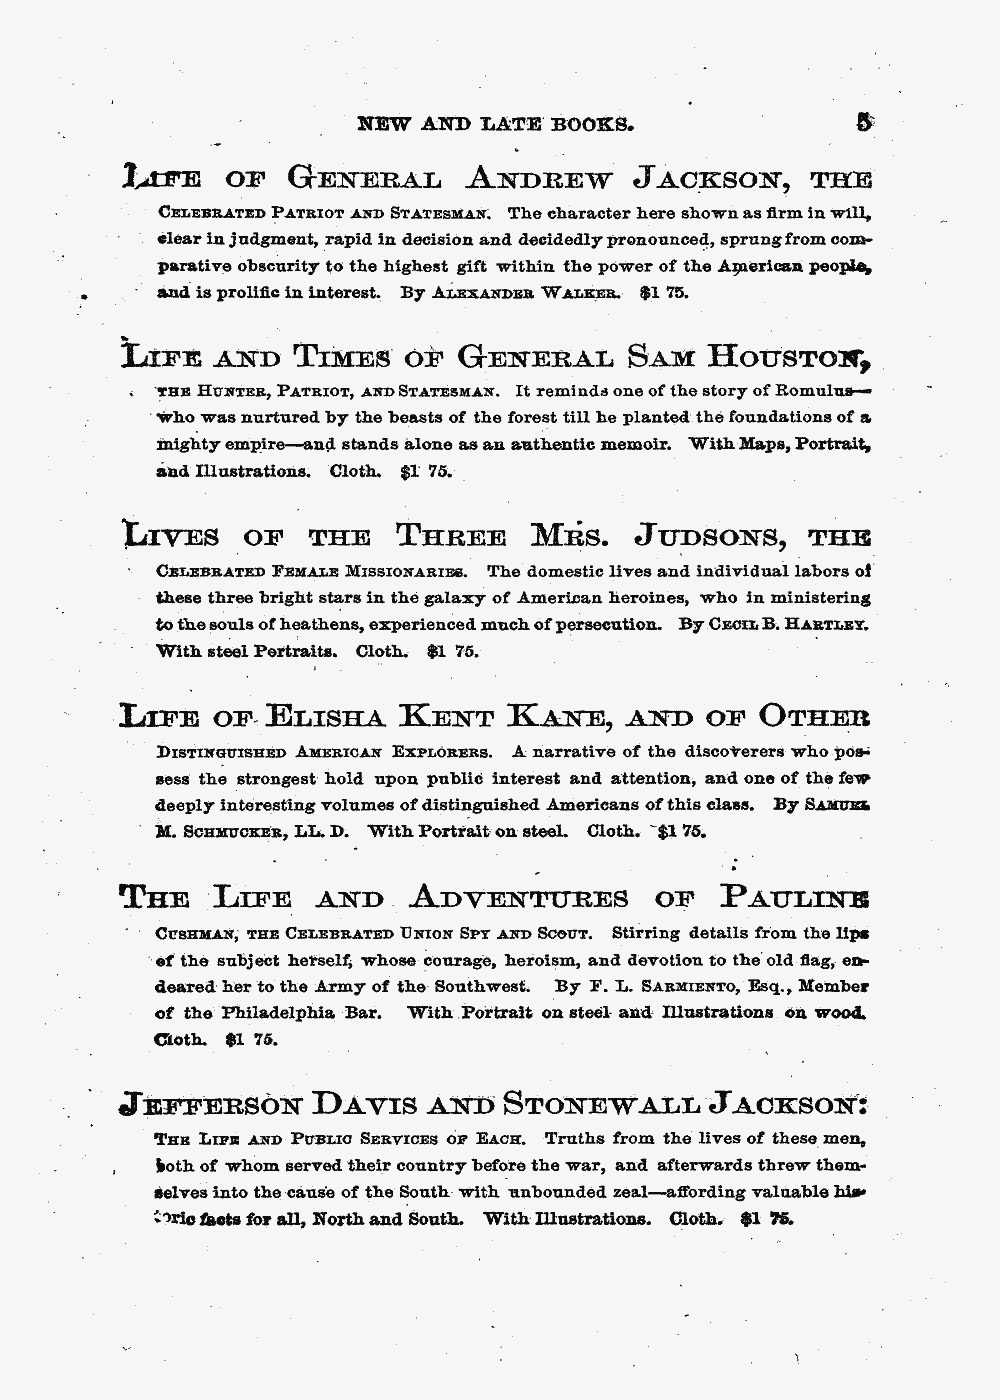 NEW AND LATE BOOKS. 5
LIFE OF GENERAL ANDREW JACKSON, THE
CELEBRATED PATRIOT AND STATESMAN. The character here shown as firm in will,
clear in judgment, rapid in decision and decidedly pronounced, sprung from com-
parative obscurity to the highest gift within the power of the American people,
and is prolific in interest. By ALEXANDER WALKER. $1 75.
LIFE AND TIMES OF GENERAL SAM HOUSTON,
THE HUNTER, PATRIOT, AND STATESMAN. It reminds one of the story of Romulus—
who was nurtured by the beasts of the forest till he planted the foundations of a
mighty empire—and stands alone as an authentic memoir. With Maps, Portrait,
and Illustrations. Cloth. $1 75.
LIVES OF THE THREE MRS. JUDSONS, THE
CELEBRATED FEMALE MISSIONARIES. The domestic lives and individual labors of
these three bright stars in the galaxy of American heroines, who in ministering
to the souls of heathens, experienced much of persecution. By CECIL B. HARTLEY.
With steel Portraits. Cloth. $1 75.
LIFE OF ELISHA KENT KANE, AND OF OTHER
DISTINGUISHED AMERICAN EXPLORERS. A narrative of the discoverers who pos-
sess the strongest hold upon public interest and attention, and one of the few
deeply interesting volumes of distinguished Americans of this class. By SAMUEL
M. SCHMUCKER, LL. D. With Portrait on steel. Cloth. $1 75.
THE LIFE AND ADVENTURES OF PAULINE
CUSHMAN, THE CELEBRATED UNION SPY AND SCOUT. Stirring details from the lips
of the subject herself, whose courage, heroism, and devotion to the old flag, en-
deared her to the Army of the Southwest. By F. L. SARMIENTO, Esq., Member
of the Philadelphia Bar. With Portrait on steel and Illustrations on wood.
Cloth. $1 75.
JEFFERSON DAVIS AND STONEWALL JACKSON:
THE LIFE AND PUBLIC SERVICES OF EACH. Truths from the lives of these men,
both of whom served their country before the war, and afterwards threw them-
selves into the cause of the South with unbounded zeal—affording valuable his-
toric facts for all, North and South. With Illustrations. Cloth. $1 75.